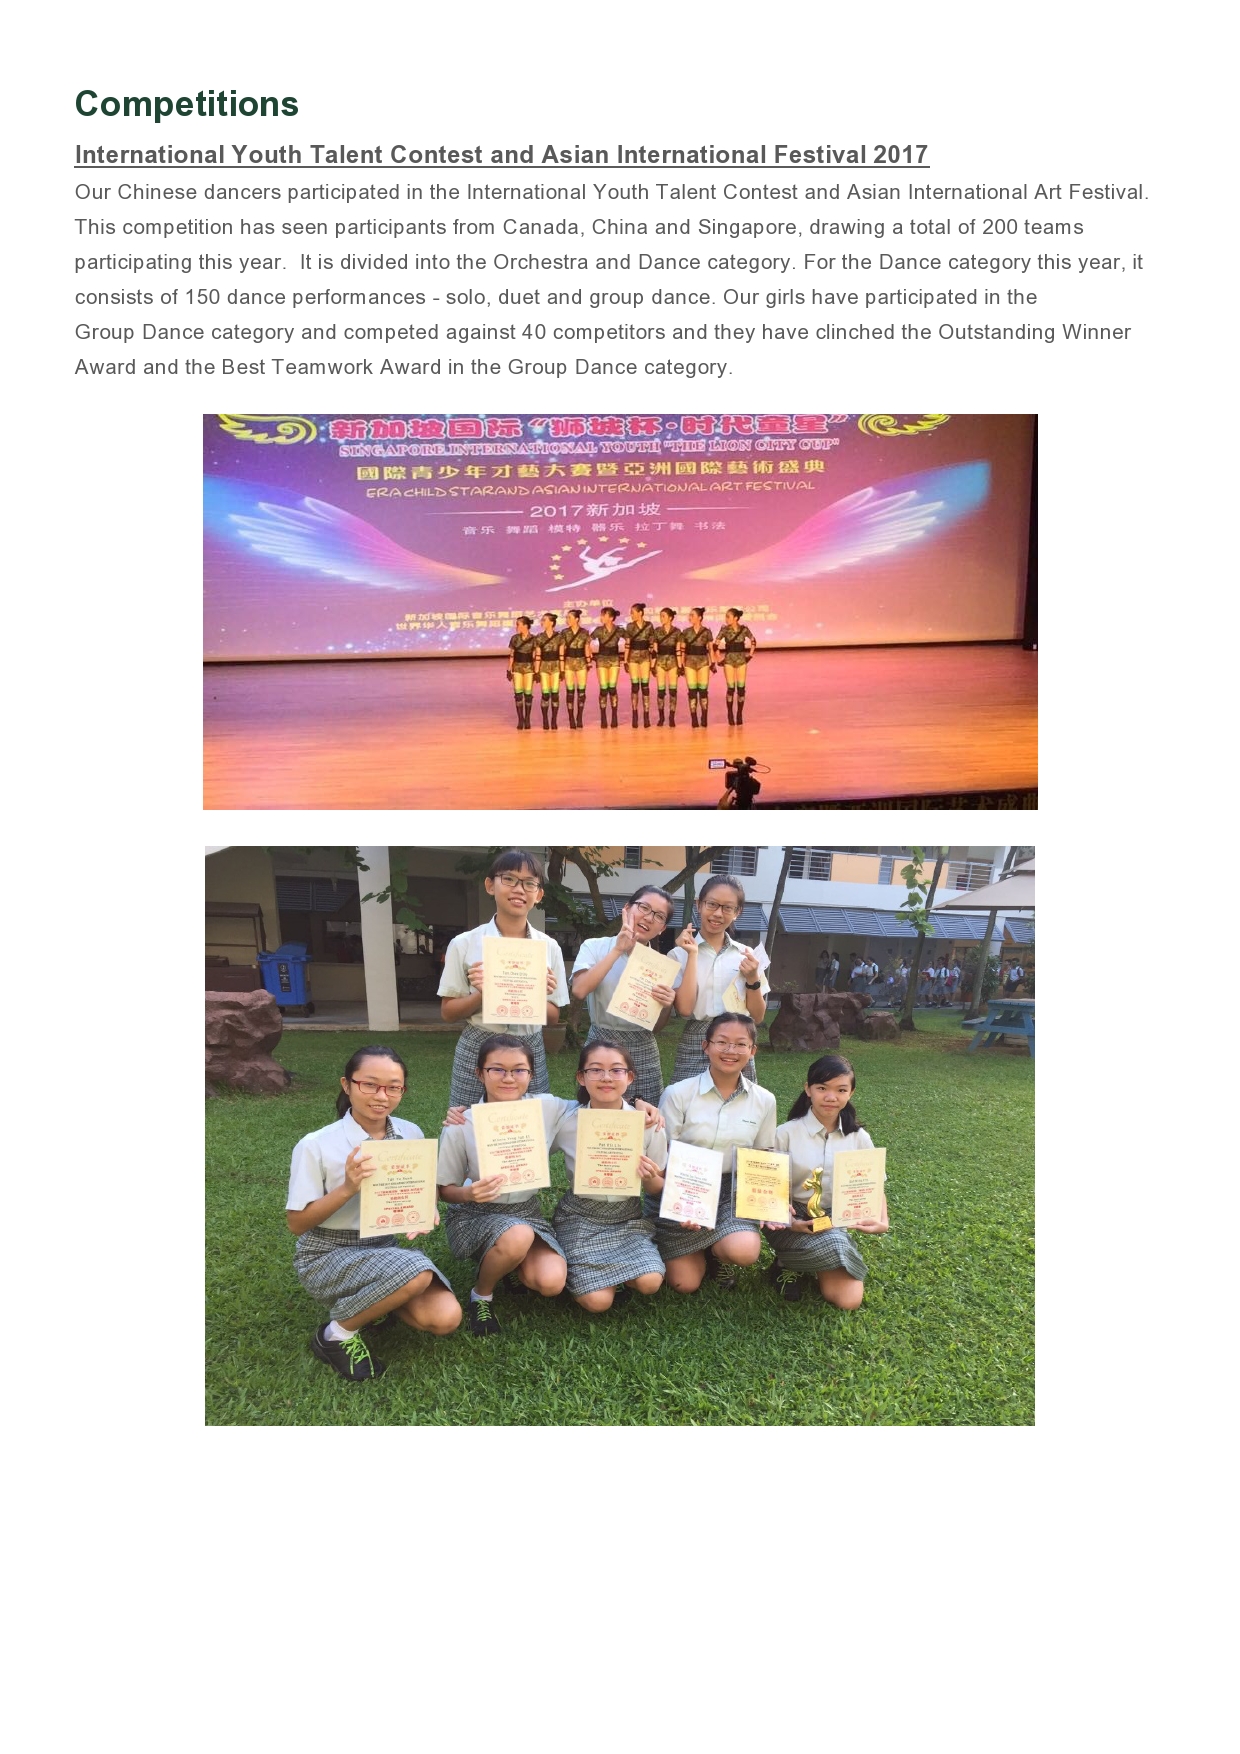 Competitions
International Youth Talent Contest and Asian International Festival 2017
Our Chinese dancers participated in the International Youth Talent Contest and Asian International Art Festival.
This competition has seen participants from Canada, China and Singapore, drawing a total of 200 teams
participating this year.  It is divided into the Orchestra and Dance category. For the Dance category this year, it
consists of 150 dance performances - solo, duet and group dance. Our girls have participated in the
Group Dance category and competed against 40 competitors and they have clinched the Outstanding Winner
Award and the Best Teamwork Award in the Group Dance category.
新加坡国际“狮城杯·时代童星”
SINGAPORE INTERNATIONAL YOUTH "THE LION CITY CUP"
國際青少年才藝大賽暨亞洲國際藝術盛典
ERA CHILD STAR AND ASIAN INTERNATIONAL ART FESTIVAL
2017新加坡
音乐 舞蹈 模特 器乐 拉丁舞 书法
主办单位
Certificate
Certificate
Certificate